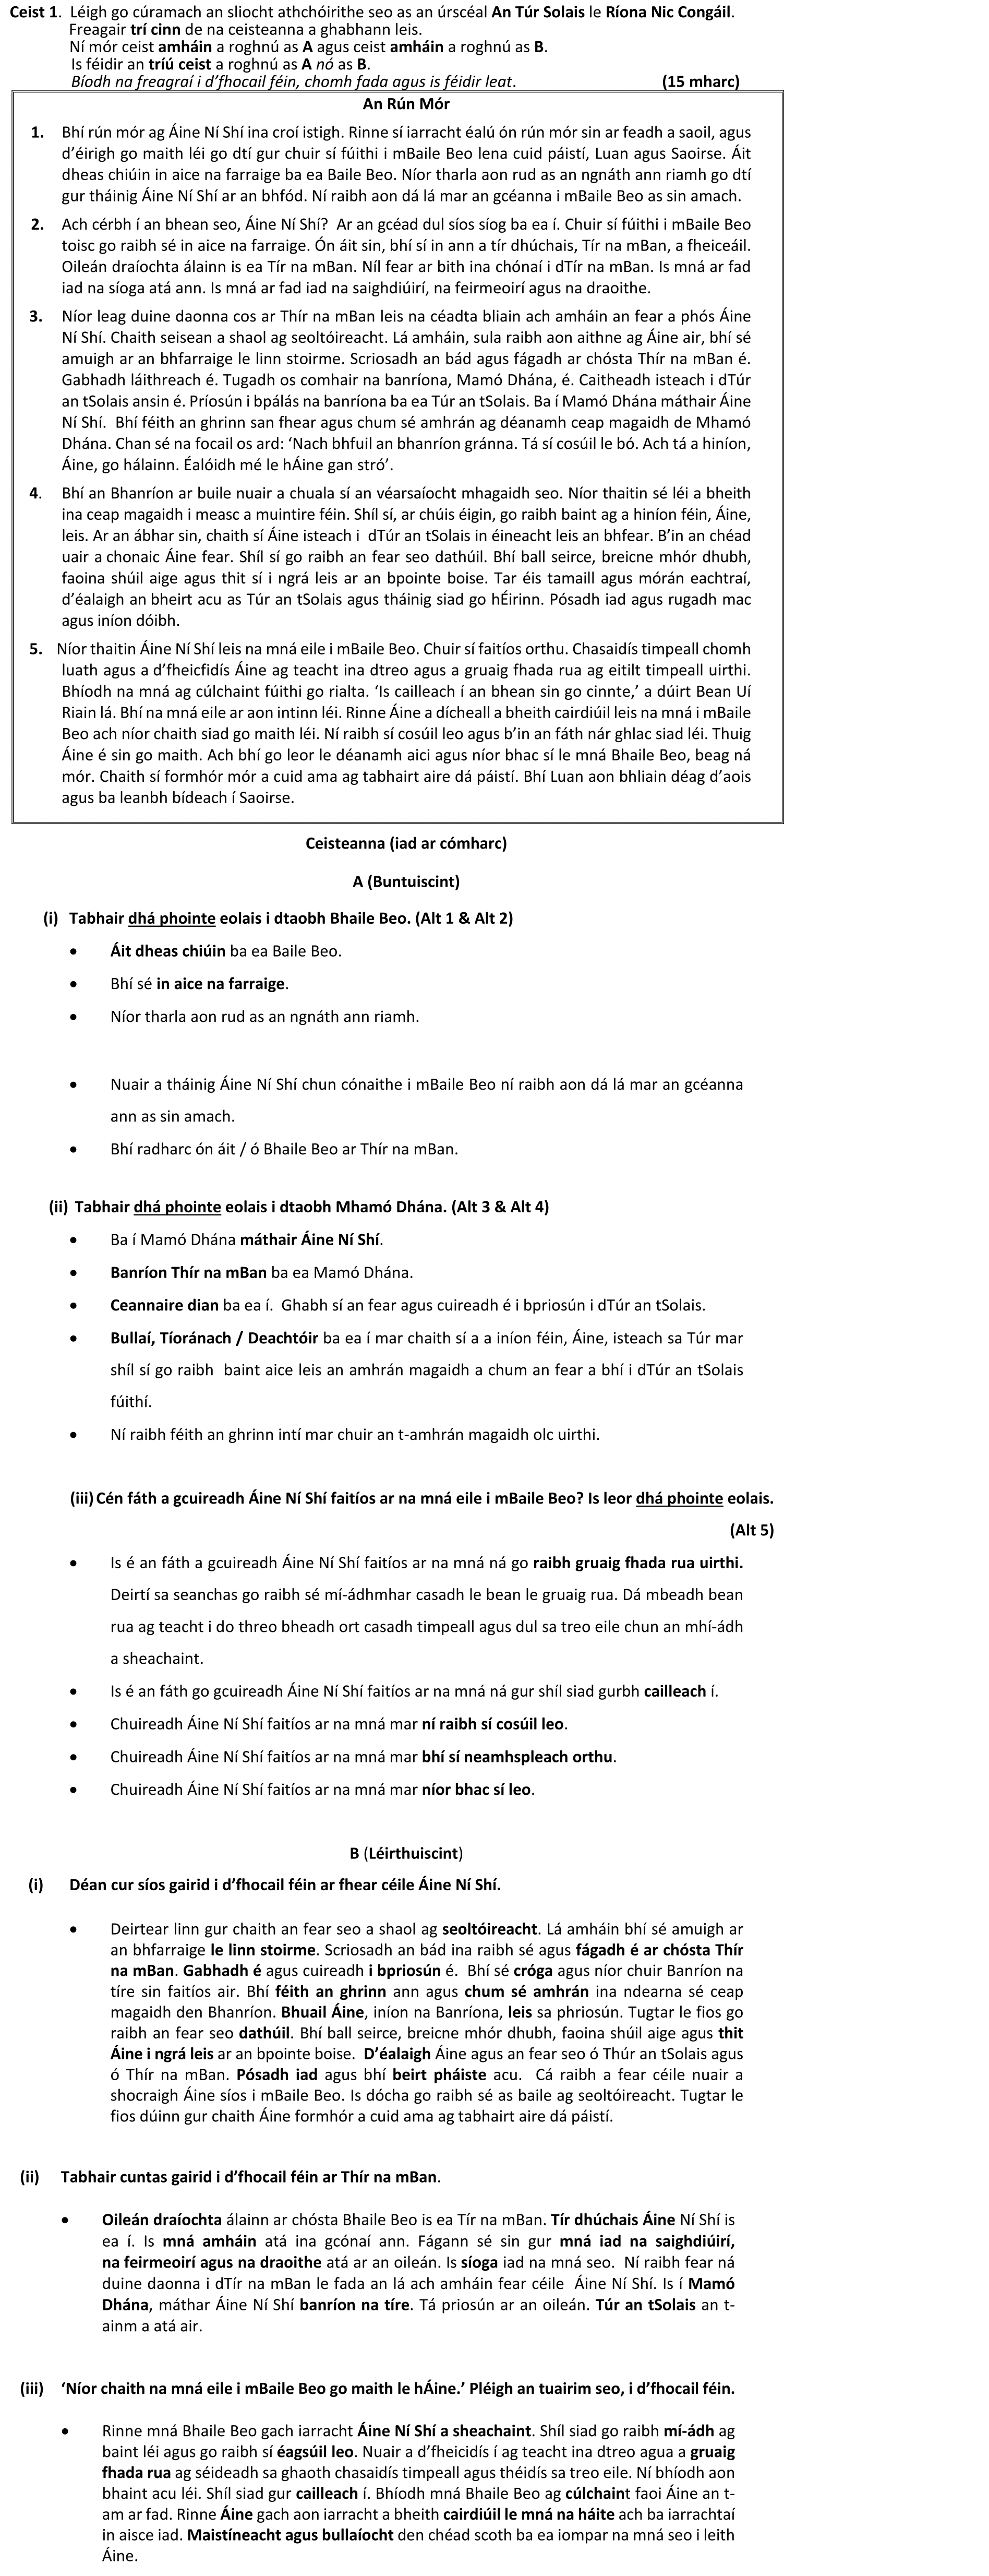 Ceist 1. Léigh go cúramach an sliocht athchóirithe seo as an úrscéal An Túr Solais le Ríona Nic Congáil.
Freagair trí cinn de na ceisteanna a ghabhann leis.
Ní mór ceist amháin a roghnú as A agus ceist amháin a roghnú as B.
Is féidir an tríú ceist a roghnú as A nó as B.
Bíodh na freagraí i d'fhocail féin, chomh fada agus is féidir leat. (15 mharc)
An Rún Mór
1. Bhí rún mór ag Áine Ní Shí ina croí istigh. Rinne sí iarracht éalú ón rún mór sin ar feadh a saoil, agus
d'éirigh go maith léi go dtí gur chuir sí fúithi i mBaile Beo lena cuid páistí, Luan agus Saoirse. Áit
dheas chiúin in aice na farraige ba ea Baile Beo. Níor tharla aon rud as an ngnáth ann riamh go dtí
gur tháinig Áine Ní Shí ar an bhfód. Ní raibh aon dá lá mar an gcéanna i mBaile Beo as sin amach.
2. Ach cérbh í an bhean seo, Áine Ní Shí? Ar an gcéad dul síos síog ba ea í. Chuir sí fúithi i mBaile Beo
toisc go raibh sé in aice na farraige. Ón áit sin, bhí sí in ann a tír dhúchais, Tír na mBan, a fheiceáil.
Oileán draíochta álainn is ea Tír na mBan. Níl fear ar bith ina chónaí i dTír na mBan. Is mná ar fad
iad na síoga atá ann. Is mná ar fad iad na saighdiúirí, na feirmeoirí agus na draoithe.
3. Níor leag duine daonna cos ar Thír na mBan leis na céadta bliain ach amháin an fear a phós Áine
Ní Shí. Chaith seisean a shaol ag seoltóireacht. Lá amháin, sula raibh aon aithne ag Áine air, bhí sé
amuigh ar an bhfarraige le linn stoirme. Scriosadh an bád agus fágadh ar chósta Thír na mBan é.
Gabhadh láithreach é. Tugadh os comhair na banríona, Mamó Dhána, é. Caitheadh isteach i dTúr
an tSolais ansin é. Príosún i bpálás na banríona ba ea Túr an tSolais. Ba í Mamó Dhána máthair Áine
Ní Shí. Bhí féith an ghrinn san fhear agus chum sé amhrán ag déanamh ceap magaidh de Mhamó
Dhána. Chan sé na focail os ard: 'Nach bhfuil an bhanríon gránna. Tá sí cosúil le bó. Ach tá a hiníon,
Áine, go hálainn. Éalóidh mé le hÁine gan stró'.
4. Bhí an Bhanríon ar buile nuair a chuala sí an véarsaíocht mhagaidh seo. Níor thaitin sé léi a bheith
ina ceap magaidh i measc a muintire féin. Shíl sí, ar chúis éigin, go raibh baint ag a hiníon féin, Áine,
leis. Ar an ábhar sin, chaith sí Áine isteach i dTúr an tSolais in éineacht leis an bhfear. B'in an chéad
uair a chonaic Áine fear. Shíl sí go raibh an fear seo dathúil. Bhí ball seirce, breicne mhór dhubh,
faoina shúil aige agus thit sí i ngrá leis ar an bpointe boise. Tar éis tamaill agus mórán eachtraí,
d'éalaigh an bheirt acu as Túr an tSolais agus tháinig siad go hÉirinn. Pósadh iad agus rugadh mac
agus iníon dóibh.
5. Níor thaitin Áine Ní Shí leis na mná eile i mBaile Beo. Chuir sí faitíos orthu. Chasaidís timpeall chomh
luath agus a d'fheicfidís Áine ag teacht ina dtreo agus a gruaig fhada rua ag eitilt timpeall uirthi.
Bhíodh na mná ag cúlchaint fúithi go rialta. 'Is cailleach í an bhean sin go cinnte,' a dúirt Bean Uí
Riain lá. Bhí na mná eile ar aon intinn léi. Rinne Áine a dícheall a bheith cairdiúil leis na mná i mBaile
Beo ach níor chaith siad go maith léi. Ní raibh sí cosúil leo agus b'in an fáth nár ghlac siad léi. Thuig
Áine é sin go maith. Ach bhí go leor le déanamh aici agus níor bhac sí le mná Bhaile Beo, beag ná
mór. Chaith sí formhór mór a cuid ama ag tabhairt aire dá páistí. Bhí Luan aon bhliain déag d'aois
agus ba leanbh bídeach í Saoirse.
Ceisteanna (iad ar cómharc)
A (Buntuiscint)
(i) Tabhair dhá phointe eolais i dtaobh Bhaile Beo. (Alt 1 & Alt 2)
• Áit dheas chiúin ba ea Baile Beo.
• Bhí sé in aice na farraige.
• Níor tharla aon rud as an ngnáth ann riamh.
• Nuair a tháinig Áine Ní Shí chun cónaithe i mBaile Beo ní raibh aon dá lá mar an gcéanna
ann as sin amach.
• Bhí radharc ón áit / ó Bhaile Beo ar Thír na mBan.
(ii) Tabhair dhá phointe eolais i dtaobh Mhamó Dhána. (Alt 3 & Alt 4)
• Ba í Mamó Dhána máthair Áine Ní Shí.
• Banríon Thír na mBan ba ea Mamó Dhána.
• Ceannaire dian ba ea í. Ghabh sí an fear agus cuireadh é i bpriosún i dTúr an tSolais.
• Bullaí, Tíoránach / Deachtóir ba ea í mar chaith sí a a iníon féin, Áine, isteach sa Túr mar
shíl sí go raibh baint aice leis an amhrán magaidh a chum an fear a bhí i dTúr an tSolais
fúithí.
• Ní raibh féith an ghrinn intí mar chuir an t-amhrán magaidh olc uirthi.
(iii) Cén fáth a gcuireadh Áine Ní Shí faitíos ar na mná eile i mBaile Beo? Is leor dhá phointe eolais.
(Alt 5)
• Is é an fáth a gcuireadh Áine Ní Shí faitíos ar na mná ná go raibh gruaig fhada rua uirthi.
Deirtí sa seanchas go raibh sé mí-ádhmhar casadh le bean le gruaig rua. Dá mbeadh bean
rua ag teacht i do threo bheadh ort casadh timpeall agus dul sa treo eile chun an mhí-ádh
a sheachaint.
• Is é an fáth go gcuireadh Áine Ní Shí faitíos ar na mná ná gur shíl siad gurbh cailleach í.
• Chuireadh Áine Ní Shí faitíos ar na mná mar ní raibh sí cosúil leo.
• Chuireadh Áine Ní Shí faitíos ar na mná mar bhí sí neamhspleach orthu.
• Chuireadh Áine Ní Shí faitíos ar na mná mar níor bhac sí leo.
B (Léirthuiscint)
(i) Déan cur síos gairid i d'fhocail féin ar fhear céile Áine Ní Shí.
• Deirtear linn gur chaith an fear seo a shaol ag seoltóireacht. Lá amháin bhí sé amuigh ar
an bhfarraige le linn stoirme. Scriosadh an bád ina raibh sé agus fágadh é ar chósta Thír
na mBan. Gabhadh é agus cuireadh i bpriosún é. Bhí sé cróga agus níor chuir Banríon na
tíre sin faitíos air. Bhí féith an ghrinn ann agus chum sé amhrán ina ndearna sé ceap
magaidh den Bhanríon. Bhuail Áine, iníon na Banríona, leis sa phriosún. Tugtar le fios go
raibh an fear seo dathúil. Bhí ball seirce, breicne mhór dhubh, faoina shúil aige agus thit
Áine i ngrá leis ar an bpointe boise. D'éalaigh Áine agus an fear seo ó Thúr an tSolais agus
ó Thír na mBan. Pósadh iad agus bhí beirt pháiste acu. Cá raibh a fear céile nuair a
shocraigh Áine síos i mBaile Beo. Is dócha go raibh sé as baile ag seoltóireacht. Tugtar le
fios dúinn gur chaith Áine formhór a cuid ama ag tabhairt aire dá páistí.
(ii) Tabhair cuntas gairid i d'fhocail féin ar Thír na mBan.
• Oileán draíochta álainn ar chósta Bhaile Beo is ea Tír na mBan. Tír dhúchais Áine Ní Shí is
ea í. Is mná amháin atá ina gcónaí ann. Fágann sé sin gur mná iad na saighdiúirí,
na feirmeoirí agus na draoithe atá ar an oileán. Is síoga iad na mná seo. Ní raibh fear ná
duine daonna i dTír na mBan le fada an lá ach amháin fear céile Áine Ní Shí. Is í Mamó
Dhána, máthar Áine Ní Shí banríon na tíre. Tá priosún ar an oileán. Túr an tSolais an t-
ainm a atá air.
(iii) 'Níor chaith na mná eile i mBaile Beo go maith le hÁine.' Pléigh an tuairim seo, i d'fhocail féin.
• Rinne mná Bhaile Beo gach iarracht Áine Ní Shí a sheachaint. Shíl siad go raibh mí-ádh ag
baint léi agus go raibh sí éagsúil leo. Nuair a d'fheicidís í ag teacht ina dtreo agua a gruaig
fhada rua ag séideadh sa ghaoth chasaidís timpeall agus théidís sa treo eile. Ní bhíodh aon
bhaint acu léi. Shíl siad gur cailleach í. Bhíodh mná Bhaile Beo ag cúlchaint faoi Áine an t-
am ar fad. Rinne Áine gach aon iarracht a bheith cairdiúil le mná na háite ach ba iarrachtaí
in aisce iad. Maistíneacht agus bullaíocht den chéad scoth ba ea iompar na mná seo i leith
Áine.